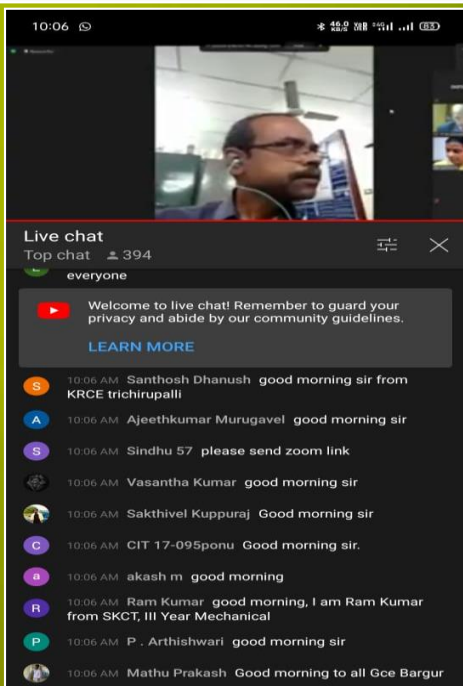 10:06
46.0 KB/S
83
Live chat
Top chat 394
everyone
Welcome to live chat! Remember to guard your
privacy and abide by our community guidelines.
LEARN MORE
S
10:06 AM Santhosh Dhanush good morning sir from
KRCE trichirupalli
A
10:06 AM Ajeethkumar Murugavel good morning sir
S
10:06 AM Sindhu 57 please send zoom link
10:06 AM Vasantha Kumar good morning sir
10:06 AM Sakthivel Kuppuraj Good morning sir
C
10:06 AM CIT 17-095ponu Good morning sir.
a
10:06 AM akash m good morning
R
10:06 AM Ram Kumar good morning, I am Ram Kumar
from SKCT, III Year Mechanical
P
10:06 AM P . Arthishwari good morning sir
10:06 AM Mathu Prakash Good morning to all Gce Bargur